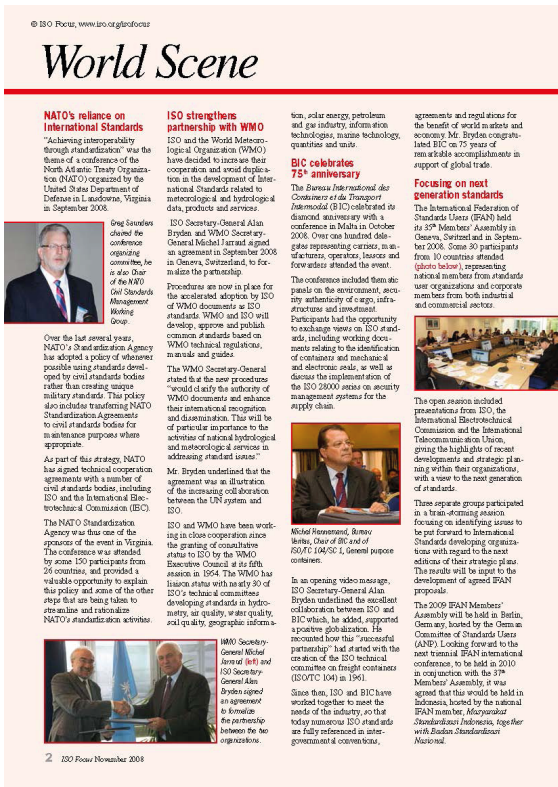 © ISO Focus, www.iso.org/isofocus
World Scene
NATO's reliance on
International Standards
"Achieving interoperability
through standardization" was the
theme of a conference of the
North Atlantic Treaty Organiza-
tion (NATO) organized by the
United States Department of
Defense in Lansdowne, Virginia
in September 2008.
Greg Saunders
chaired the
conference
organizing
committee, he
is also Chair
of the NATO
Civil Standards
Management
Working
Group.
Over the last several years,
NATO's Standardization Agency
has adopted a policy of whenever
possible using standards devel-
oped by civil standards bodies
rather than creating unique
military standards. This policy
also includes transferring NATO
Standardization Agreements
to civil standards bodies for
maintenance purposes where
appropriate.
As part of this strategy, NATO
has signed technical cooperation
agreements with a number of
civil standards bodies, including
ISO and the International Elec-
trotechnical Commission (IEC).
The NATO Standardization
Agency was thus one of the
sponsors of the event in Virginia.
The conference was attended
by some 150 participants from
26 countries, and provided a
valuable opportunity to explain
this policy and some of the other
steps that are being taken to
streamline and rationalize
NATO's standardization activities.
ISO strengthens
partnership with WMO
ISO and the World Meteoro-
logical Organization (WMO)
have decided to increase their
cooperation and avoid duplica-
tion in the development of Inter-
national Standards related to
meteorological and hydrological
data, products and services.
ISO Secretary-General Alan
Bryden and WMO Secretary-
General Michel Jarraud signed
an agreement in September 2008
in Geneva, Switzerland, to for-
malize the partnership.
Procedures are now in place for
the accelerated adoption by ISO
of WMO documents as ISO
standards. WMO and ISO will
develop, approve and publish
common standards based on
WMO technical regulations,
manuals and guides.
The WMO Secretary-General
stated that the new procedures
"would clarify the authority of
WMO documents and enhance
their international recognition
and dissemination. This will be
of particular importance to the
activities of national hydrological
and meteorological services in
addressing standard issues."
Mr. Bryden underlined that the
agreement was an illustration
of the increasing collaboration
between the UN system and
ISO.
ISO and WMO have been work-
ing in close cooperation since
the granting of consultative
status to ISO by the WMO
Executive Council at its fifth
session in 1954. The WMO has
liaison status with nearly 30 of
ISO's technical committees
developing standards in hydro-
metry, air quality, water quality,
soil quality, geographic informa-
WMO Secretary-
General Michel
Jarraud (left) and
ISO Secretary-
General Alan
Bryden signed
an agreement
to formalize
the partnership
between the two
organizations.
tion, solar energy, petroleum
and gas industry, information
technologies, marine technology,
quantities and units.
BIC celebrates
75th anniversary
The Bureau International des
Containers et du Transport
Intermodal (BIC) celebrated its
diamond anniversary with a
conference in Malta in October
2008. Over one hundred dele-
gates representing carriers, man-
ufacturers, operators, lessors and
forwarders attended the event.
The conference included thematic
panels on the environment, secu-
rity authenticity of cargo, infra-
structures and investment.
Participants had the opportunity
to exchange views on ISO stand-
ards, including working docu-
ments relating to the identification
of containers and mechanical
and electronic seals, as well as
discuss the implementation of
the ISO 28000 series on security
management systems for the
supply chain.
Michel Hennemand, Bureau
Veritas, Chair of BIC and of
ISO/TC 104/SC 1, General purpose
containers.
In an opening video message,
ISO Secretary-General Alan
Bryden underlined the excellent
collaboration between ISO and
BIC which, he added, supported
a positive globalization. He
recounted how this "successful
partnership" had started with the
creation of the ISO technical
committee on freight containers
(ISO/TC 104) in 1961.
Since then, ISO and BIC have
worked together to meet the
needs of the industry, so that
today numerous ISO standards
are fully referenced in inter-
governmental conventions,
agreements and regulations for
the benefit of world markets and
economy. Mr. Bryden congratu-
lated BIC on 75 years of
remarkable accomplishments in
support of global trade.
Focusing on next
generation standards
The International Federation of
Standards Users (IFAN) held
its 35th Members' Assembly in
Geneva, Switzerland in Septem-
ber 2008. Some 30 participants
from 10 countries attended
(photo below), representing
national members from standards
user organizations and corporate
members from both industrial
and commercial sectors.
The open session included
presentations from ISO, the
International Electrotechnical
Commission and the International
Telecommunication Union,
giving the highlights of recent
developments and strategic plan-
ning within their organizations,
with a view to the next generation
of standards.
Three separate groups participated
in a brain-storming session
focusing on identifying issues to
be put forward to International
Standards developing organiza-
tions with regard to the next
editions of their strategic plans.
The results will be input to the
development of agreed IFAN
proposals.
The 2009 IFAN Members'
Assembly will be held in Berlin,
Germany, hosted by the German
Committee of Standards Users
(ANP). Looking forward to the
next triennial IFAN international
conference, to be held in 2010
in conjunction with the 37th
Members' Assembly, it was
agreed that this would be held in
Indonesia, hosted by the national
IFAN member, Masyarakat
Standardisasi Indonesia, together
with Badan Standardisasi
Nasional.
2 ISO Focus November 2008